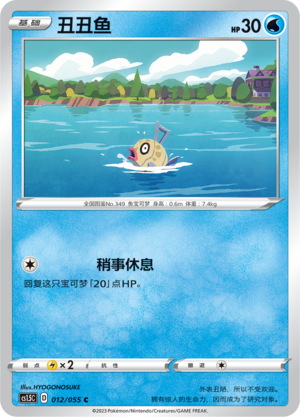 基础 丑丑鱼 HP30
全国图鉴No.349 鱼宝可梦 身高：0.6m 体重：7.4kg
稍事休息
回复这只宝可梦「20」点HP。
弱点 ×2 抵抗力 撤退
Illus.HYOGONOSUKE
CS1.5C D 012/055 C
外表丑陋，所以不受欢迎。
拥有惊人的生命力，因而成为了研究对象。
©2023 Pokémon/Nintendo/Creatures/GAME FREAK.